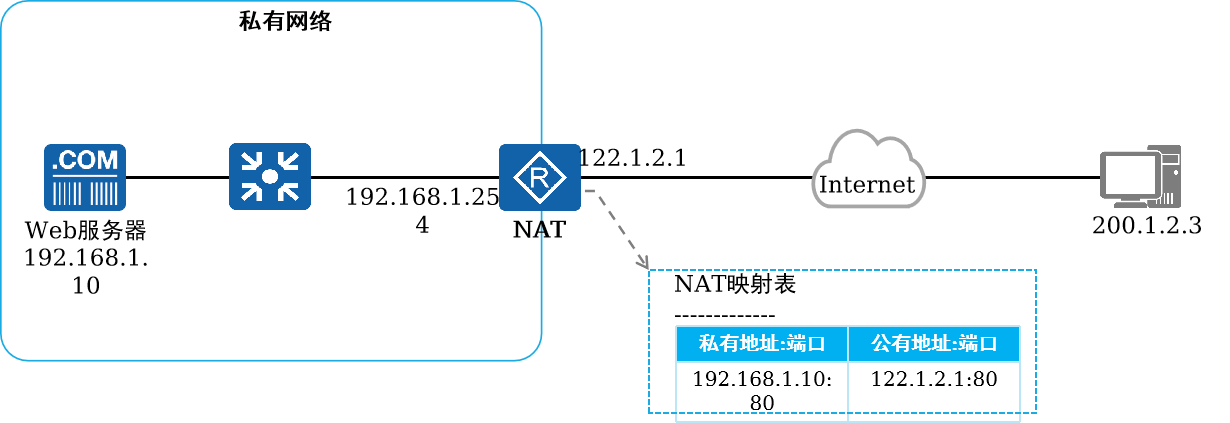 私有网络
.COM
R
122.1.2.1
Internet
192.168.1.25
4
NAT
Web服务器
192.168.1.
10
200.1.2.3
NAT映射表
-------------
私有地址:端口 公有地址:端口
192.168.1.10: 122.1.2.1:80
80